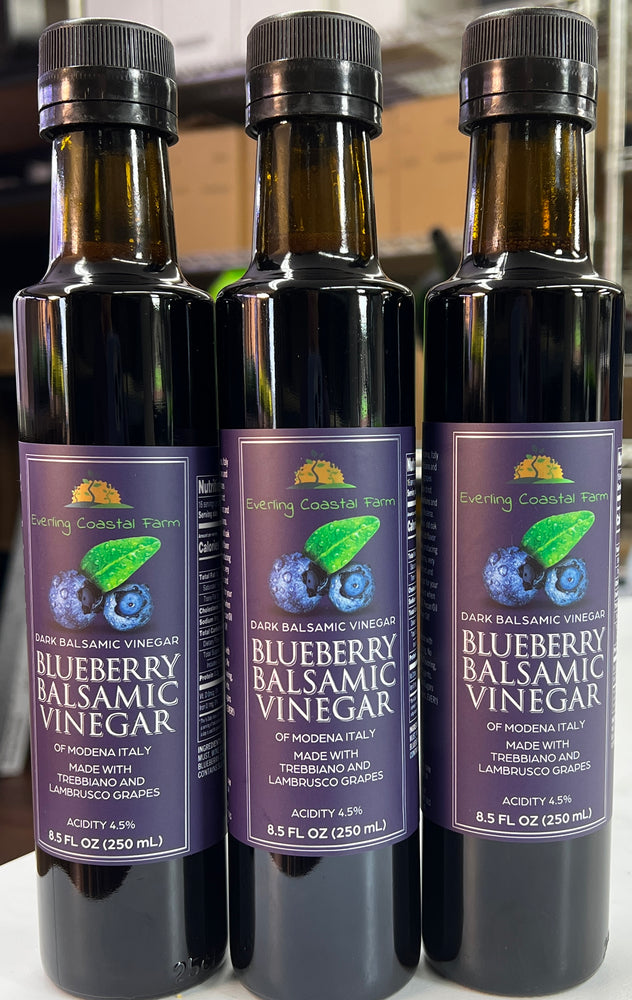 Everling Coastal Farm
DARK BALSAMIC VINEGAR
BLUEBERRY
BALSAMIC
VINEGAR
OF MODENA ITALY
MADE WITH
TREBBIANO AND
LAMBRUSCO GRAPES
ACIDITY 4.5%
8.5 FL OZ (250 mL)
Everling Coastal Farm
DARK BALSAMIC VINEGAR
BLUEBERRY
BALSAMIC
VINEGAR
OF MODENA ITALY
MADE WITH
TREBBIANO AND
LAMBRUSCO GRAPES
ACIDITY 4.5%
8.5 FL OZ (250 mL)
Everling Coastal Farm
DARK BALSAMIC VINEGAR
BLUEBERRY
BALSAMIC
VINEGAR
OF MODENA ITALY
MADE WITH
TREBBIANO AND
LAMBRUSCO GRAPES
ACIDITY 4.5%
8.5 FL OZ (250 mL)